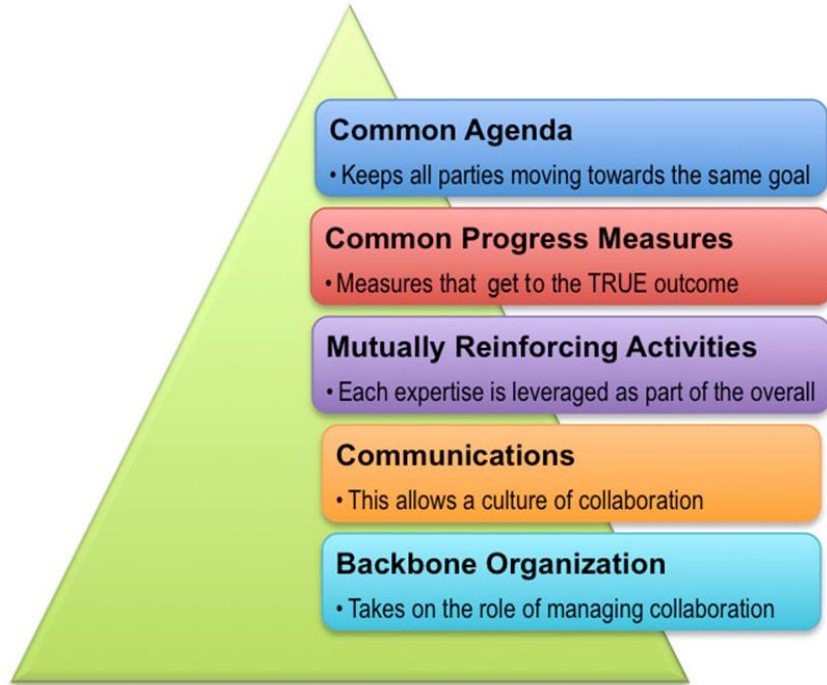 Common Agenda
• Keeps all parties moving towards the same goal
Common Progress Measures
• Measures that get to the TRUE outcome
Mutually Reinforcing Activities
• Each expertise is leveraged as part of the overall
Communications
• This allows a culture of collaboration
Backbone Organization
• Takes on the role of managing collaboration